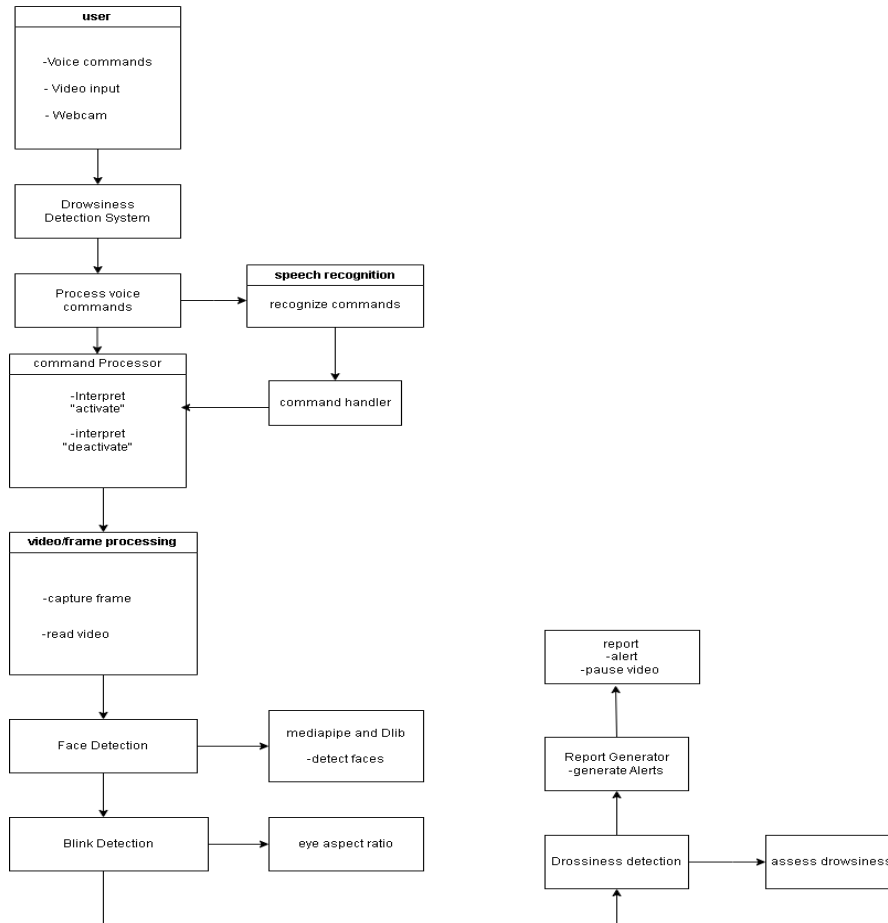 user
-Voice commands
- Video input
- Webcam
Drowsiness
Detection System
Process voice
commands
speech recognition
recognize commands
command Processor
-Interpret
"activate"
-interpret
"deactivate"
command handler
video/frame processing
-capture frame
-read video
Face Detection
mediapipe and Dlib
-detect faces
Blink Detection
eye aspect ratio
report
-alert
-pause video
Report Generator
-generate Alerts
Drossiness detection
assess drowsiness